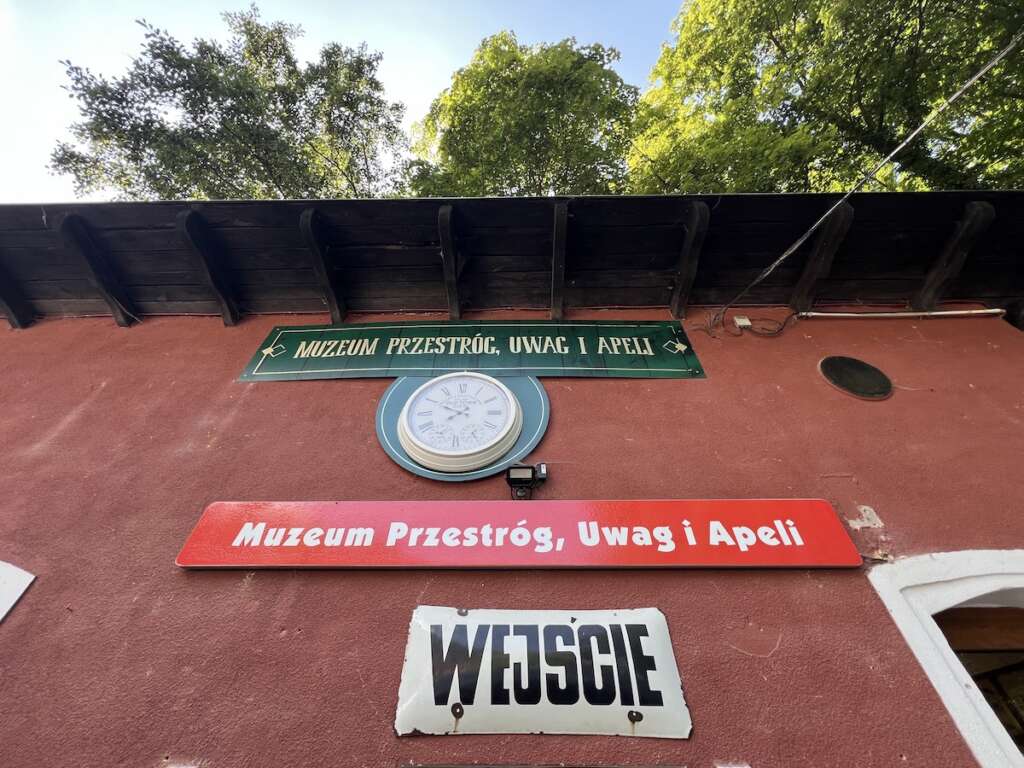 MUZEUM PRZESTRÓG, UWAG I APELI
Muzeum Przestróg, Uwag i Apeli
WEJŚCIE